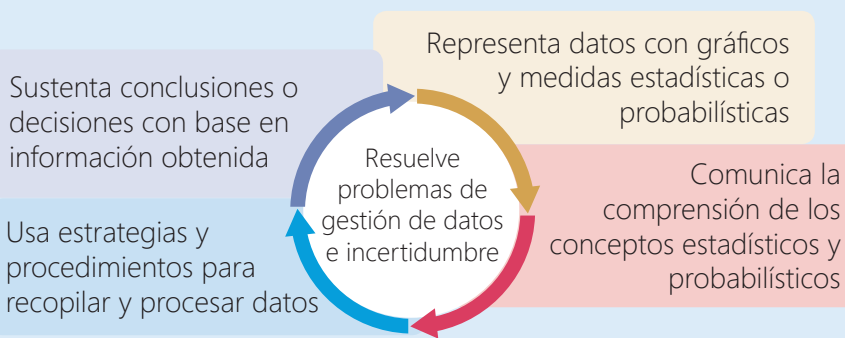 Representa datos con gráficos
y medidas estadísticas o
probabilísticas
Sustenta conclusiones o
decisiones con base en
información obtenida
Resuelve
problemas de
gestión de datos
e incertidumbre
Comunica la
comprensión de los
conceptos estadísticos y
probabilísticos
Usa estrategias y
procedimientos para
recopilar y procesar datos